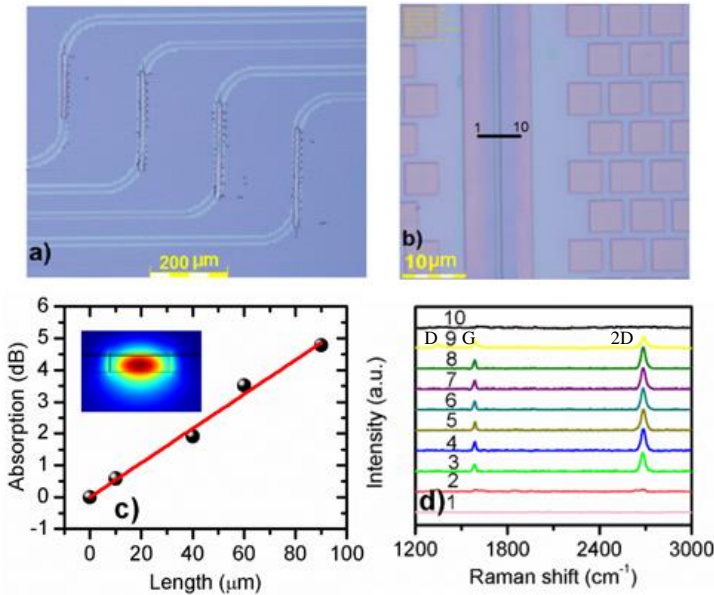 a)
200 μm
b)
1 10
10μm
Absorption (dB)
6
5
4
3
2
1
0
-1
c)
0 20 40 60 80 100
Length (μm)
Intensity (a.u.)
10
D 9 G 2D
8
7
6
5
4
3
2
d) 1
1200 1800 2400 3000
Raman shift (cm⁻¹)